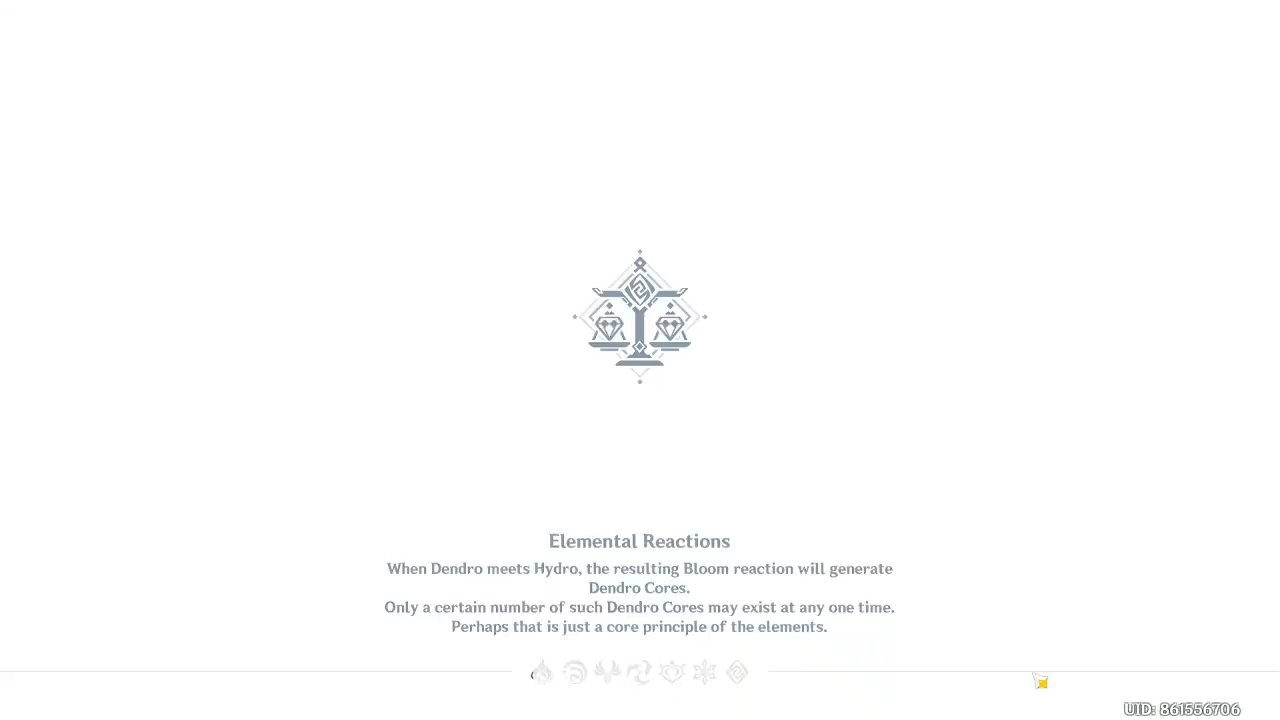 Elemental Reactions
When Dendro meets Hydro, the resulting Bloom reaction will generate
Dendro Cores.
Only a certain number of such Dendro Cores may exist at any one time.
Perhaps that is just a core principle of the elements.
UID: 861556706